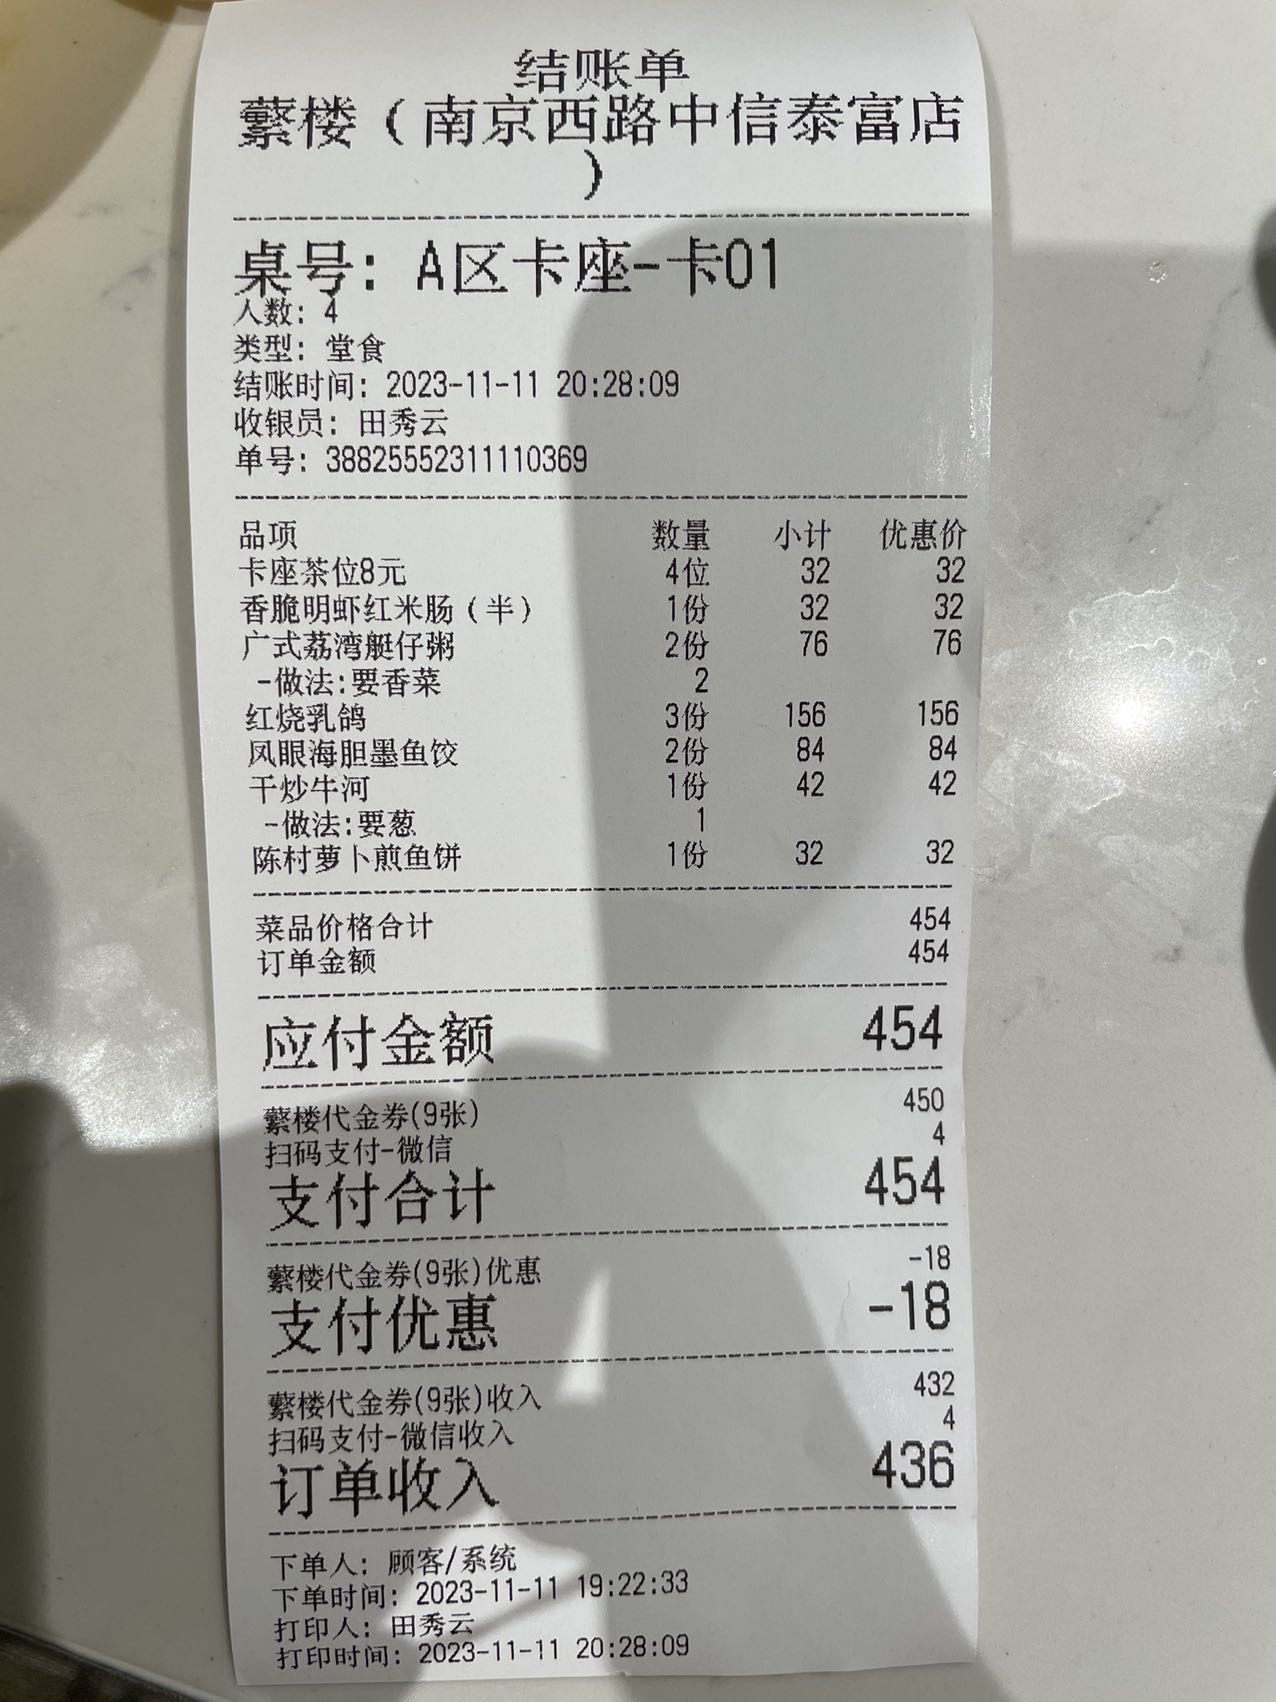 结账单
蘩楼（南京西路中信泰富店
）
桌号: A区卡座-卡01
人数: 4
类型: 堂食
结账时间: 2023-11-11 20:28:09
收银员: 田秀云
单号: 38825552311110369
品项 数量 小计 优惠价
卡座茶位8元 4位 32 32
香脆明虾红米肠（半） 1份 32 32
广式荔湾艇仔粥 2份 76 76
-做法:要香菜 2
红烧乳鸽 3份 156 156
凤眼海胆墨鱼饺 2份 84 84
干炒牛河 1份 42 42
-做法:要葱 1
陈村萝卜煎鱼饼 1份 32 32
菜品价格合计 454
订单金额 454
应付金额 454
蘩楼代金券(9张) 450
扫码支付-微信 4
支付合计 454
蘩楼代金券(9张)优惠 -18
支付优惠 -18
蘩楼代金券(9张)收入 432
扫码支付-微信收入 4
订单收入 436
下单人: 顾客/系统
下单时间: 2023-11-11 19:22:33
打印人: 田秀云
打印时间: 2023-11-11 20:28:09